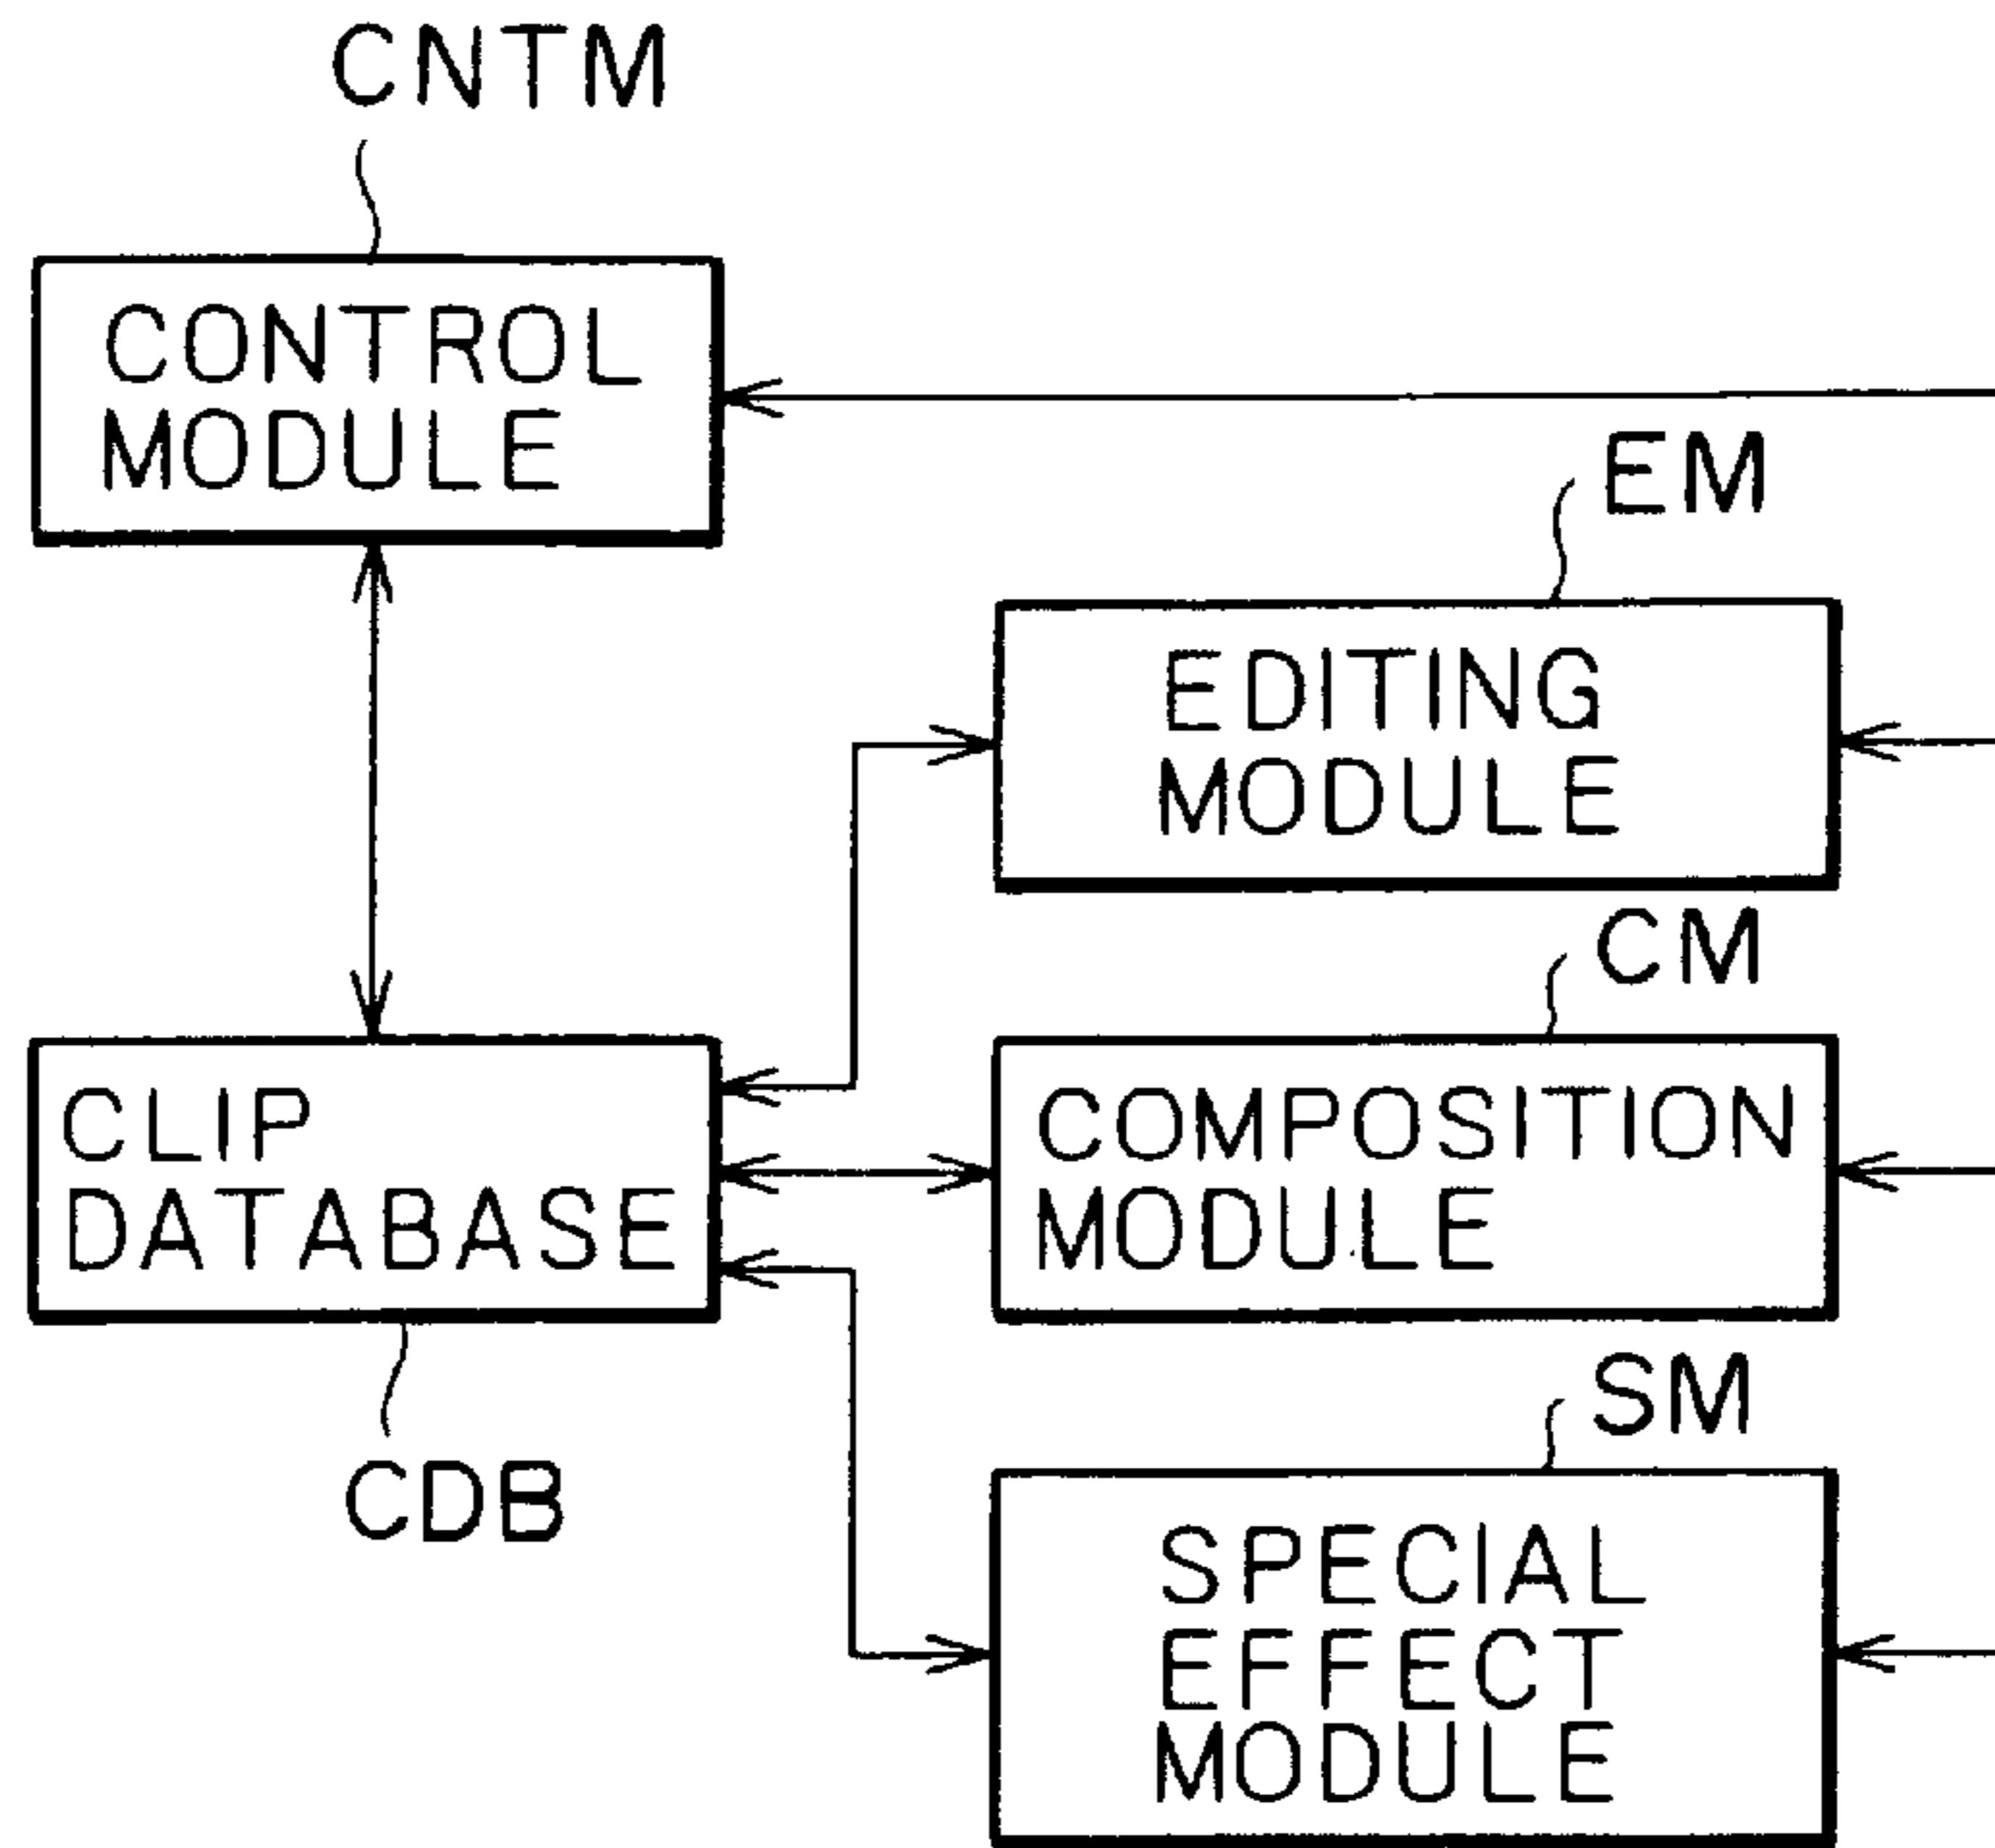 CNTM
CONTROL
MODULE
EM
EDITING
MODULE
CM
CLIP
DATABASE
COMPOSITION
MODULE
CDB
SM
SPECIAL
EFFECT
MODULE